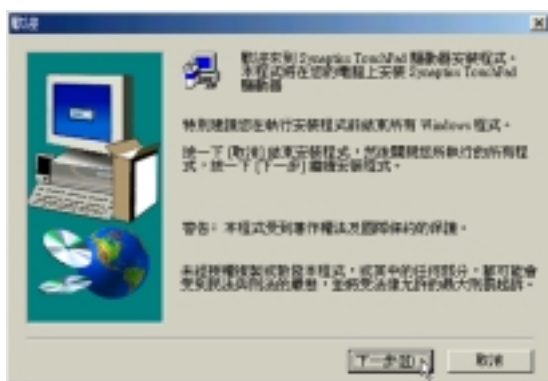 歡迎
歡迎來到 Synaptics TouchPad 驅動器安裝程式。
本程式將在您的電腦上安裝 Synaptics TouchPad
驅動器
特別建議您在執行安裝程式前結束所有 Windows 程式。
按一下 [取消] 結束安裝程式,然後關閉您所執行的所有程
式。按一下 [下一步] 繼續安裝程式。
警告: 本程式受到著作權法及國際條約的保護。
未經授權複製或散發本程式,或其中的任何部分,都可能會
受到民法與刑法的嚴懲,並將受法律允許的最大刑罰起訴。
下一步(N)>
取消